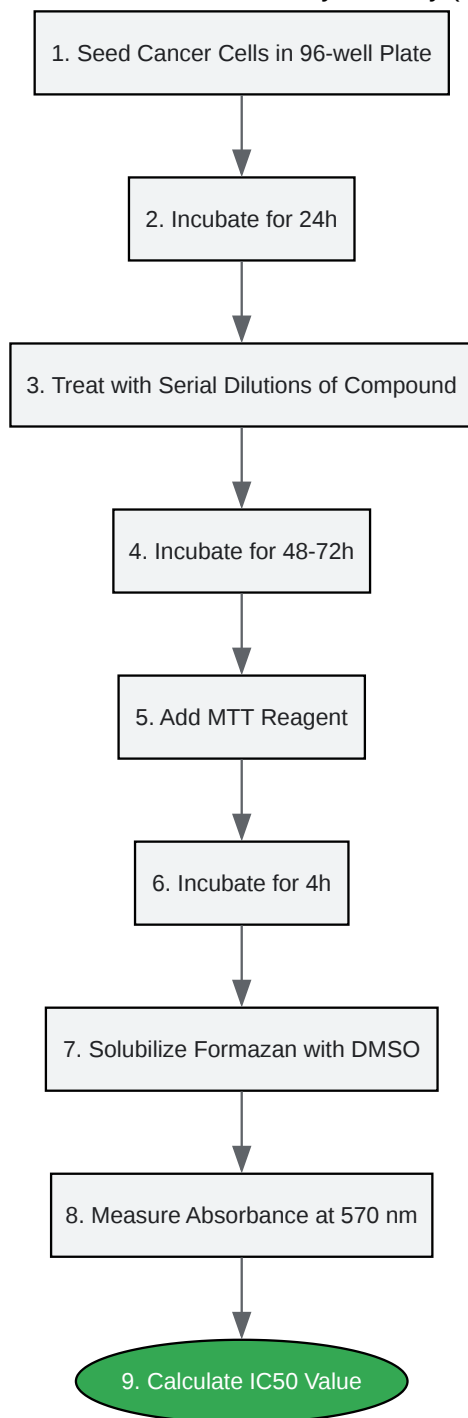 1. Seed Cancer Cells in 96-well Plate
2. Incubate for 24h
3. Treat with Serial Dilutions of Compound
4. Incubate for 48-72h
5. Add MTT Reagent
6. Incubate for 4h
7. Solubilize Formazan with DMSO
8. Measure Absorbance at 570 nm
9. Calculate IC50 Value